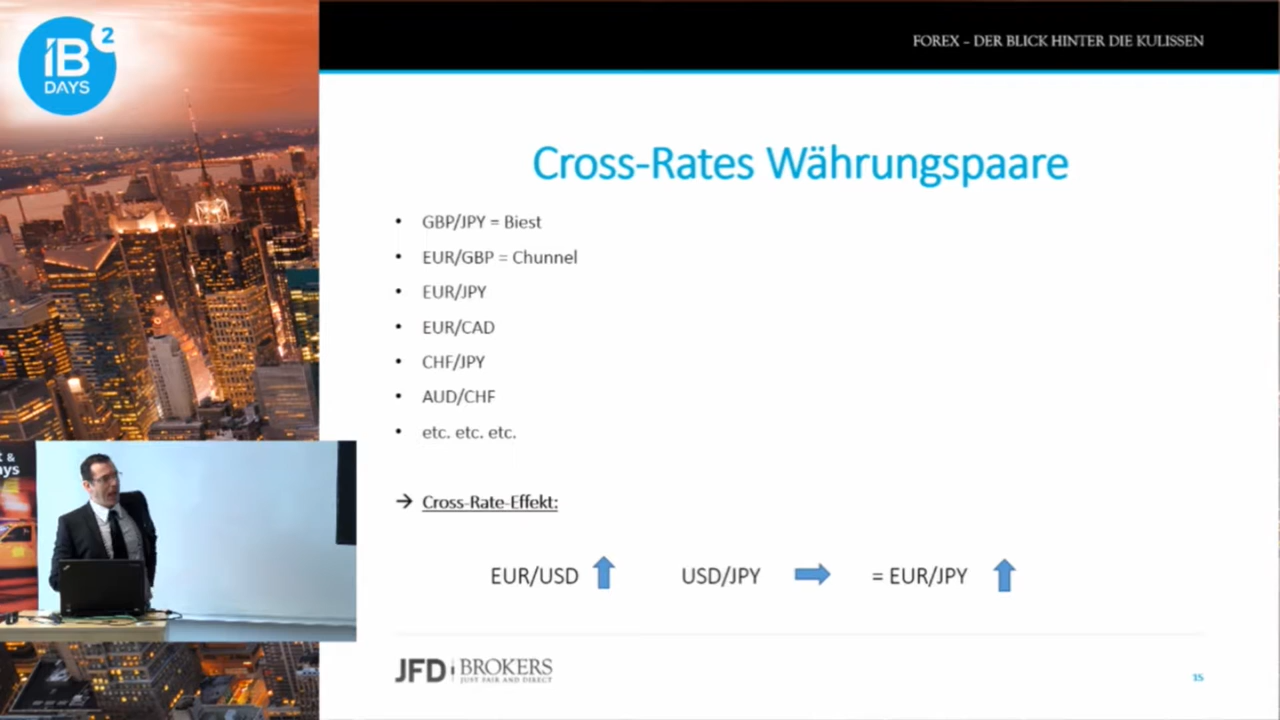 IB
2
DAYS
FOREX – DER BLICK HINTER DIE KULISSEN
Cross-Rates Währungspaare
• GBP/JPY = Biest
• EUR/GBP = Chunnel
• EUR/JPY
• EUR/CAD
• CHF/JPY
• AUD/CHF
• etc. etc. etc.
→ Cross-Rate-Effekt:
EUR/USD ↑ USD/JPY → = EUR/JPY ↑
JFD BROKERS
JUST FAIR AND DIRECT
15